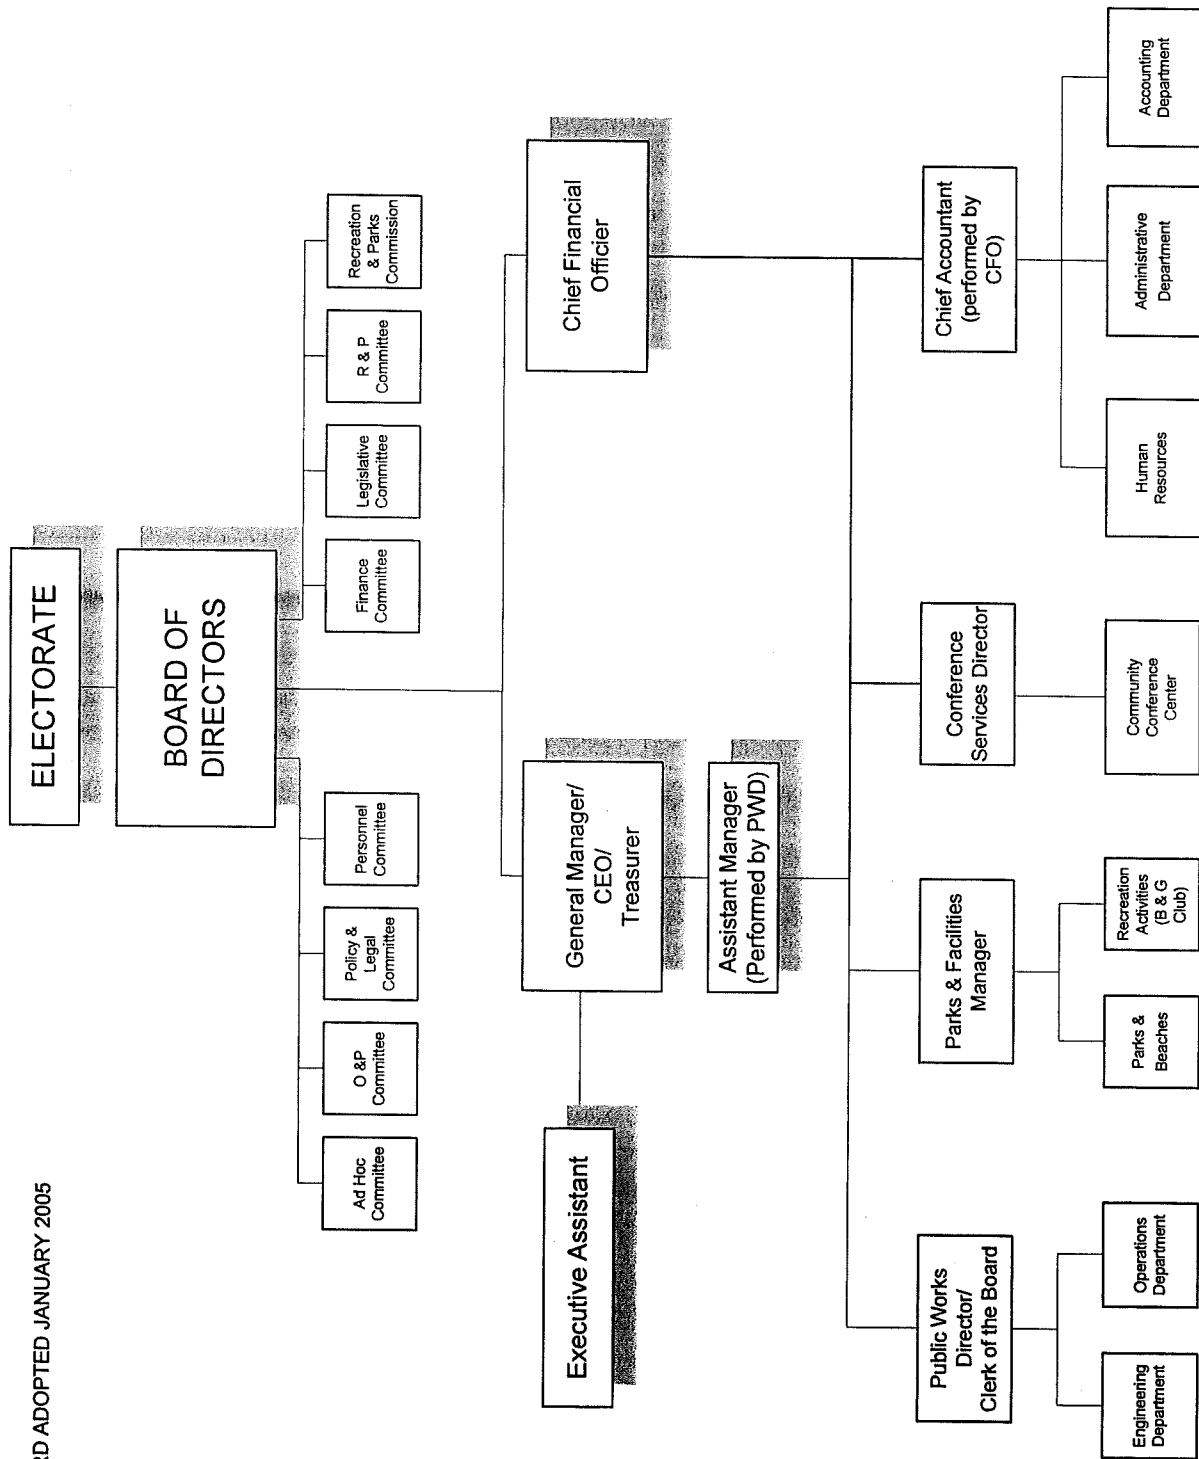 RD ADOPTED JANUARY 2005
ELECTORATE
BOARD OF
DIRECTORS
Ad Hoc
Committee
O &P
Committee
Policy &
Legal
Committee
Personnel
Committee
Finance
Committee
Legislative
Committee
R & P
Committee
Recreation
& Parks
Commission
Executive Assistant
General Manager/
CEO/
Treasurer
Chief Financial
Officier
Assistant Manager
(Performed by PWD)
Public Works
Director/
Clerk of the Board
Parks & Facilities
Manager
Conference
Services Director
Chief Accountant
(performed by
CFO)
Engineering
Department
Operations
Department
Parks &
Beaches
Recreation
Activities
(B & G
Club)
Community
Conference
Center
Human
Resources
Administrative
Department
Accounting
Department